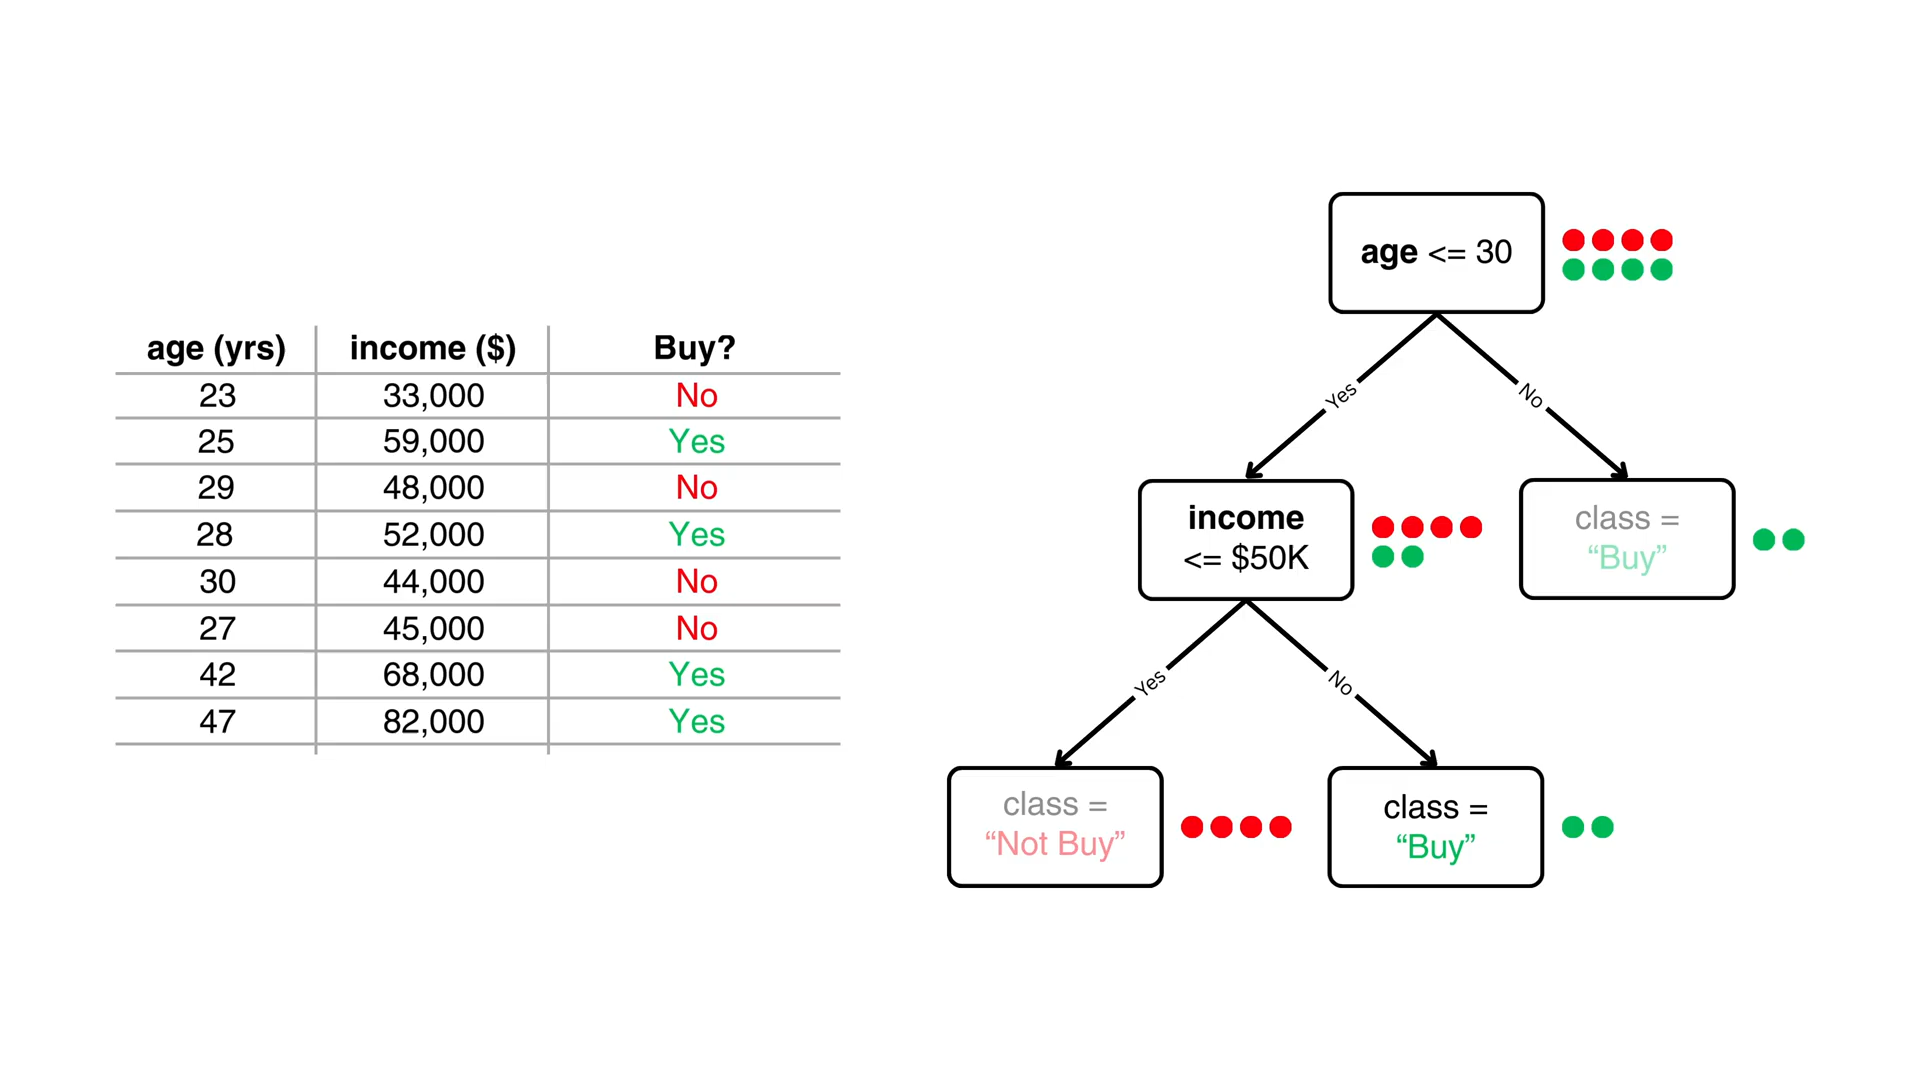 age (yrs) income ($) Buy?
23 33,000 No
25 59,000 Yes
29 48,000 No
28 52,000 Yes
30 44,000 No
27 45,000 No
42 68,000 Yes
47 82,000 Yes
age <= 30
Yes
No
income
<= $50K
class =
“Buy”
Yes
No
class =
“Not Buy”
class =
“Buy”